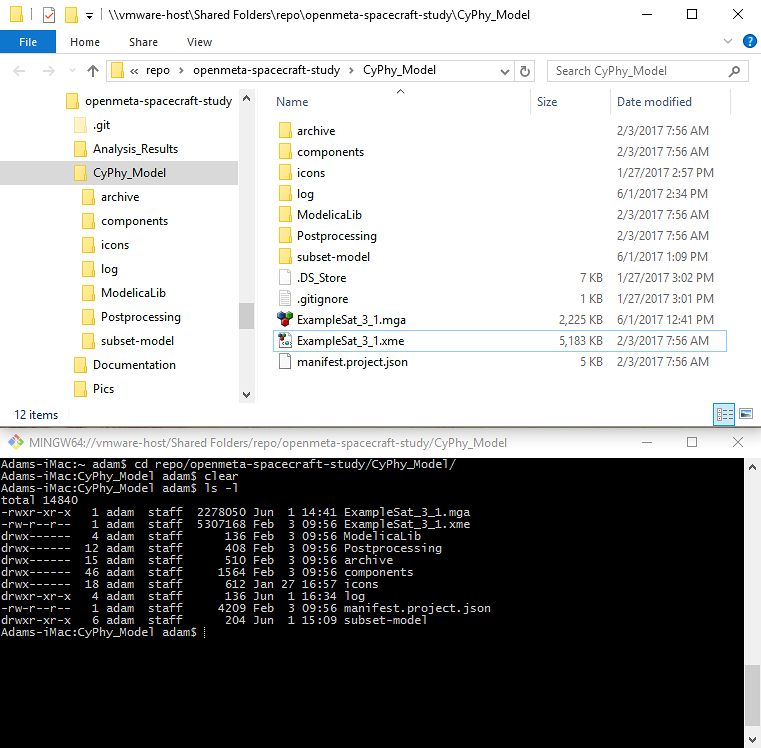 \\vmware-host\Shared Folders\repo\openmeta-spacecraft-study\CyPhy_Model
File Home Share View
« repo › openmeta-spacecraft-study › CyPhy_Model Search CyPhy_Model
openmeta-spacecraft-study
.git
Analysis_Results
CyPhy_Model
archive
components
icons
log
ModelicaLib
Postprocessing
subset-model
Documentation
Pics
Name Size Date modified
archive 2/3/2017 7:56 AM
components 2/3/2017 7:56 AM
icons 1/27/2017 2:57 PM
log 6/1/2017 2:34 PM
ModelicaLib 2/3/2017 7:56 AM
Postprocessing 2/3/2017 7:56 AM
subset-model 6/1/2017 1:09 PM
.DS_Store 7 KB 1/27/2017 3:02 PM
.gitignore 1 KB 1/27/2017 3:01 PM
ExampleSat_3_1.mga 2,225 KB 6/1/2017 12:41 PM
ExampleSat_3_1.xme 5,183 KB 2/3/2017 7:56 AM
manifest.project.json 5 KB 2/3/2017 7:56 AM
12 items
MINGW64://vmware-host/Shared Folders/repo/openmeta-spacecraft-study/CyPhy_Model
Adams-iMac:~ adam$ cd repo/openmeta-spacecraft-study/CyPhy_Model/
Adams-iMac:CyPhy_Model adam$ clear
Adams-iMac:CyPhy_Model adam$ ls -l
total 14840
-rwxr-xr-x 1 adam staff 2278050 Jun 1 14:41 ExampleSat_3_1.mga
-rw-r--r-- 1 adam staff 5307168 Feb 3 09:56 ExampleSat_3_1.xme
drwx------ 4 adam staff 136 Feb 3 09:56 ModelicaLib
drwx------ 12 adam staff 408 Feb 3 09:56 Postprocessing
drwx------ 15 adam staff 510 Feb 3 09:56 archive
drwx------ 46 adam staff 1564 Feb 3 09:56 components
drwx------ 18 adam staff 612 Jan 27 16:57 icons
drwxr-xr-x 4 adam staff 136 Jun 1 16:34 log
-rw-r--r-- 1 adam staff 4209 Feb 3 09:56 manifest.project.json
drwxr-xr-x 6 adam staff 204 Jun 1 15:09 subset-model
Adams-iMac:CyPhy_Model adam$